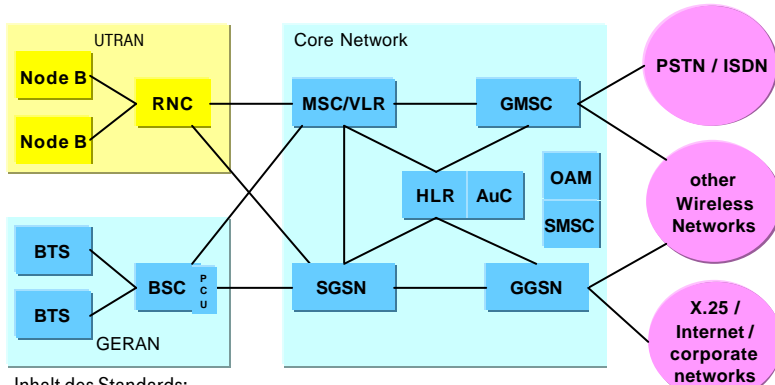 UTRAN
Node B
Node B
RNC
Core Network
MSC/VLR
GMSC
HLR
AuC
OAM
SMSC
SGSN
GGSN
BTS
BTS
BSC
P
C
U
GERAN
PSTN / ISDN
other
Wireless
Networks
X.25 /
Internet /
corporate
networks
Inhalt des Standards: